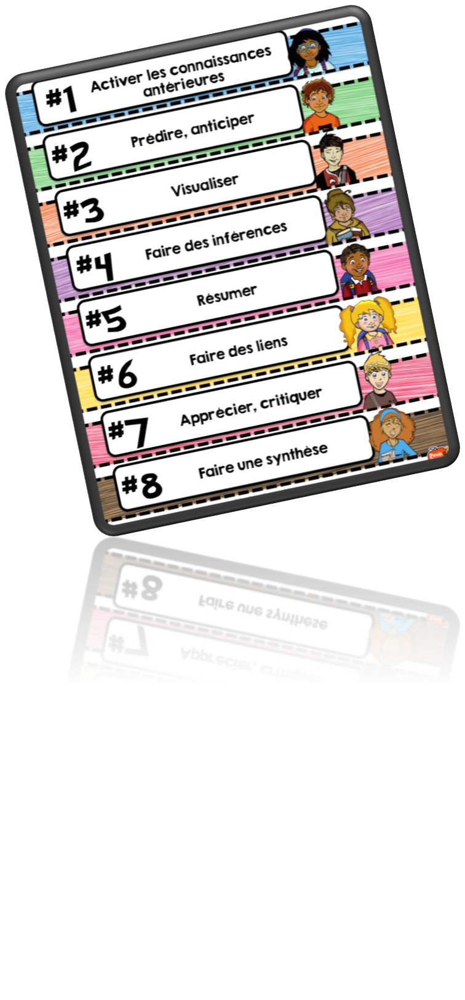 #1 Activer les connaissances
antérieures
#2 Prédire, anticiper
#3 Visualiser
#4 Faire des inférences
#5 Résumer
#6 Faire des liens
#7 Apprécier, critiquer
#8 Faire une synthèse